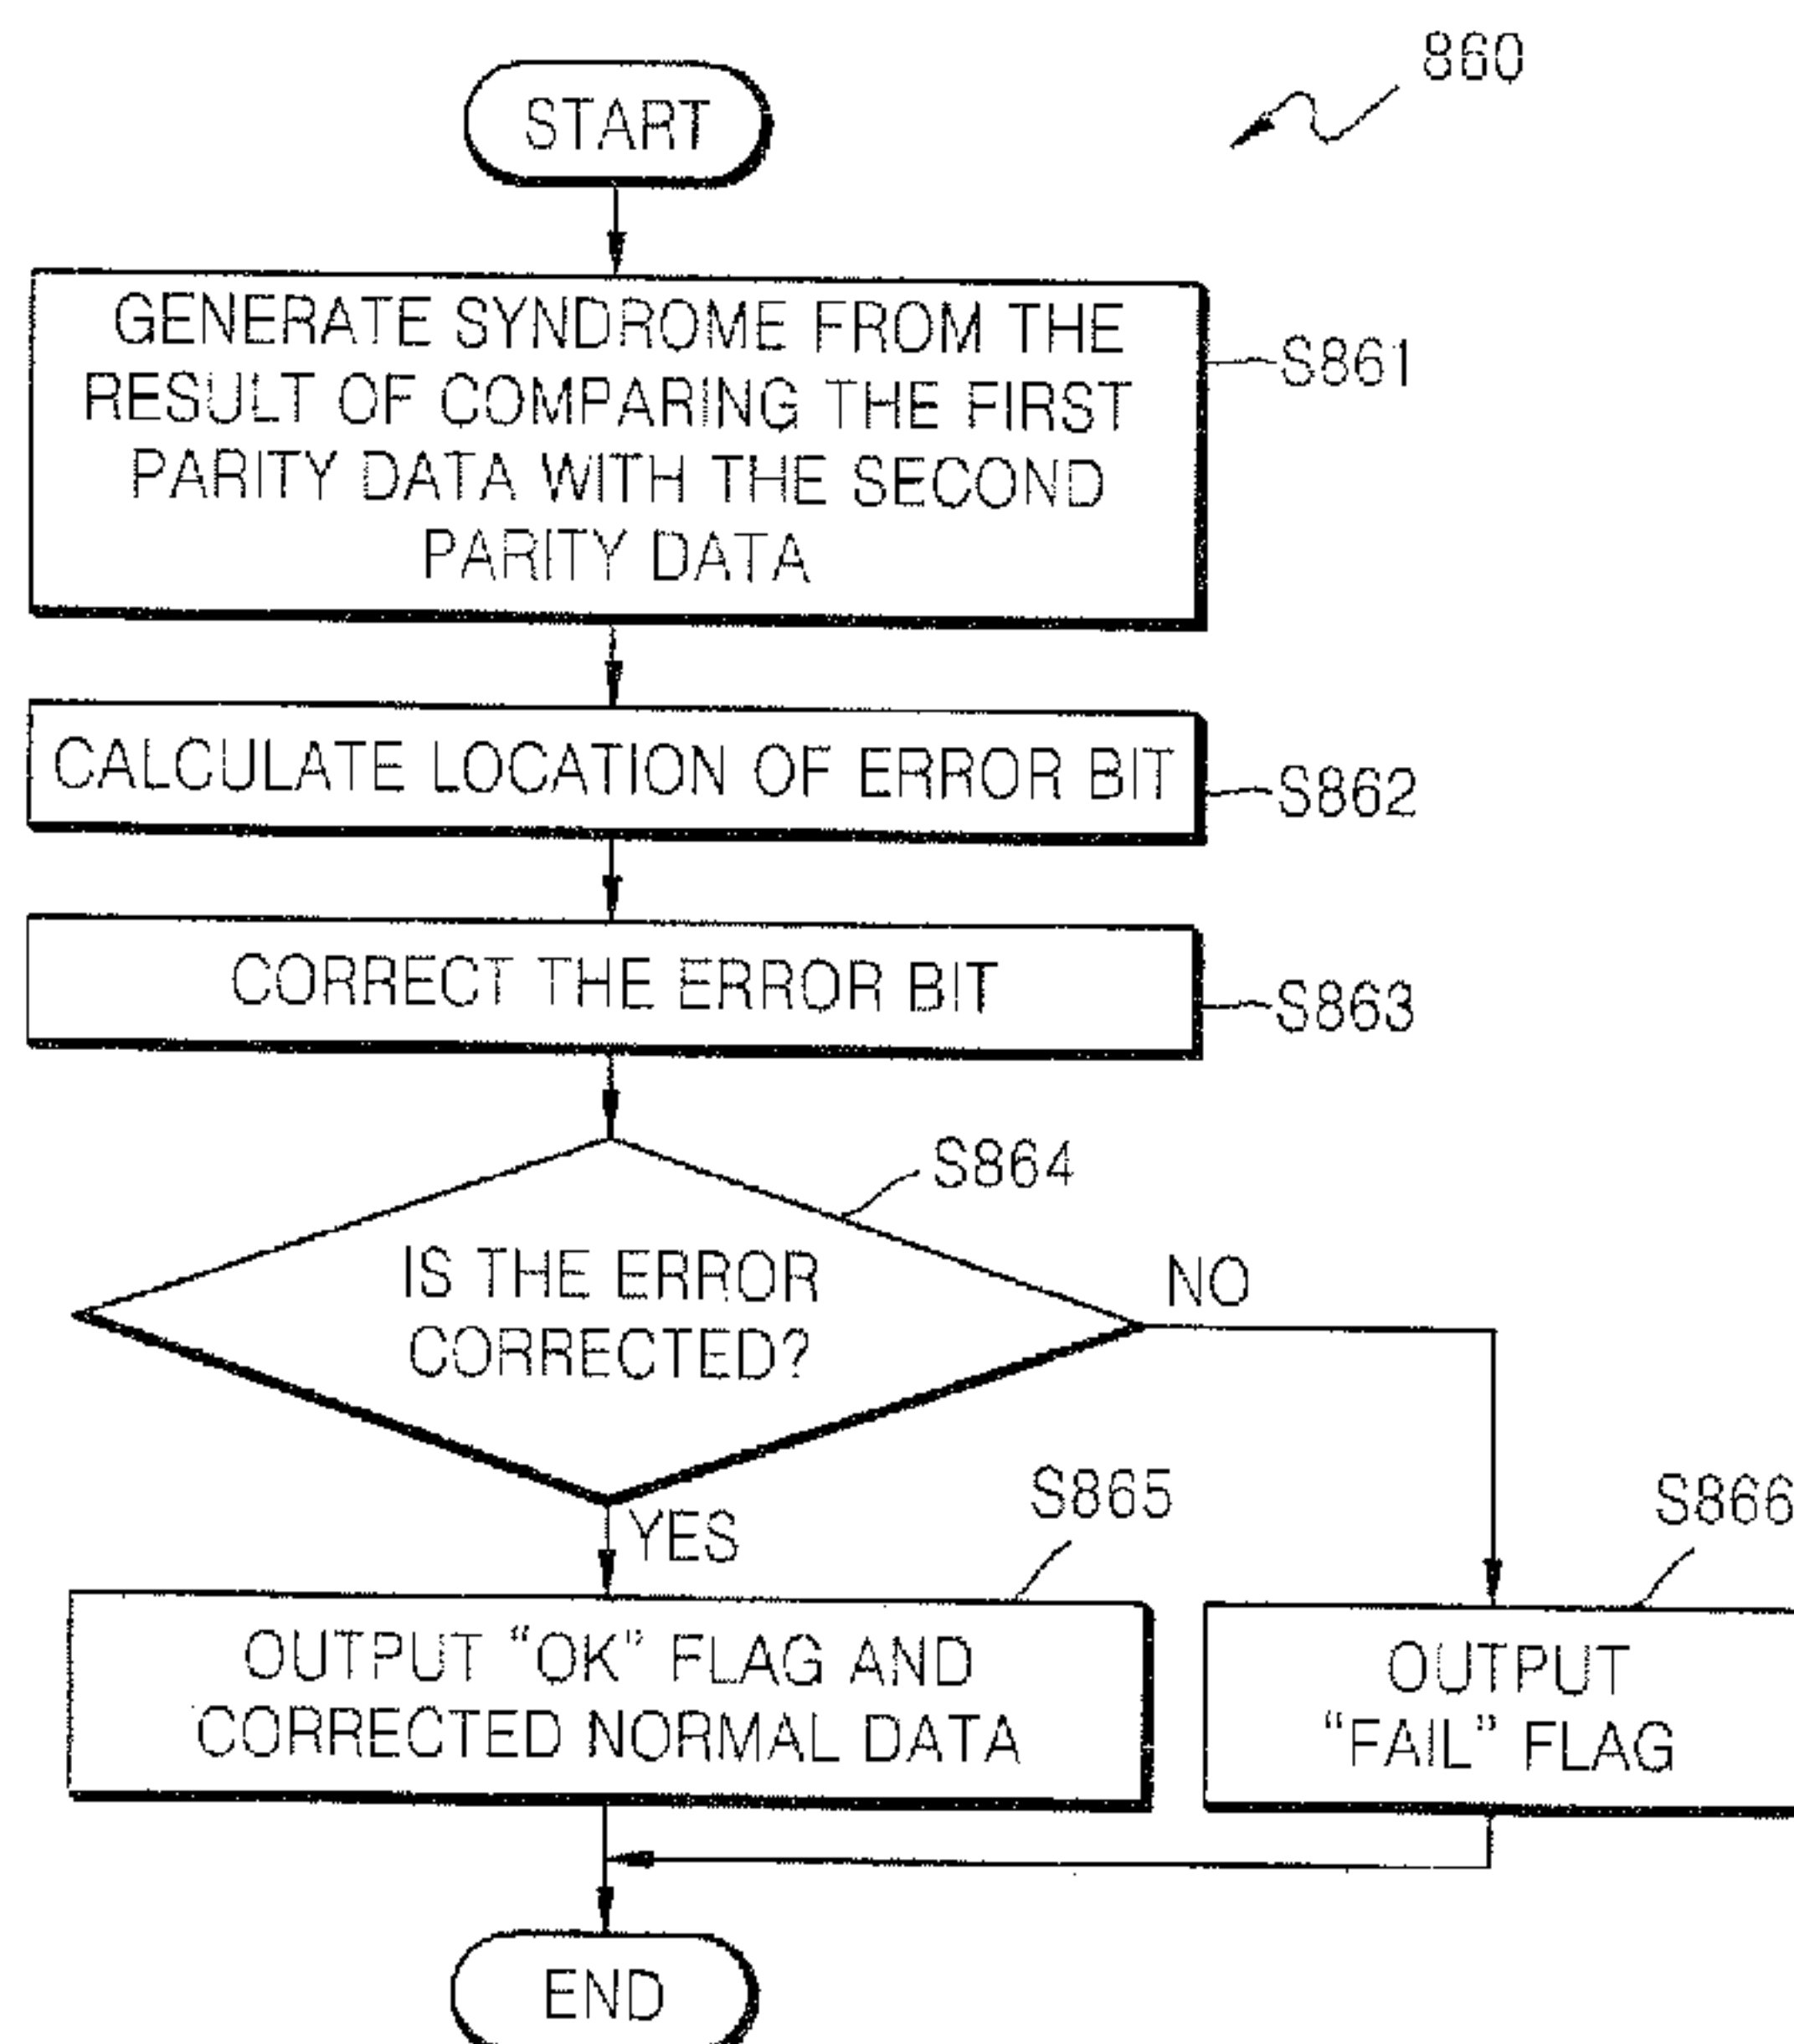 860
START
GENERATE SYNDROME FROM THE
RESULT OF COMPARING THE FIRST
PARITY DATA WITH THE SECOND
PARITY DATA
S861
CALCULATE LOCATION OF ERROR BIT
S862
CORRECT THE ERROR BIT
S863
S864
IS THE ERROR
CORRECTED?
NO
YES
S865
OUTPUT “OK” FLAG AND
CORRECTED NORMAL DATA
S866
OUTPUT
“FAIL” FLAG
END